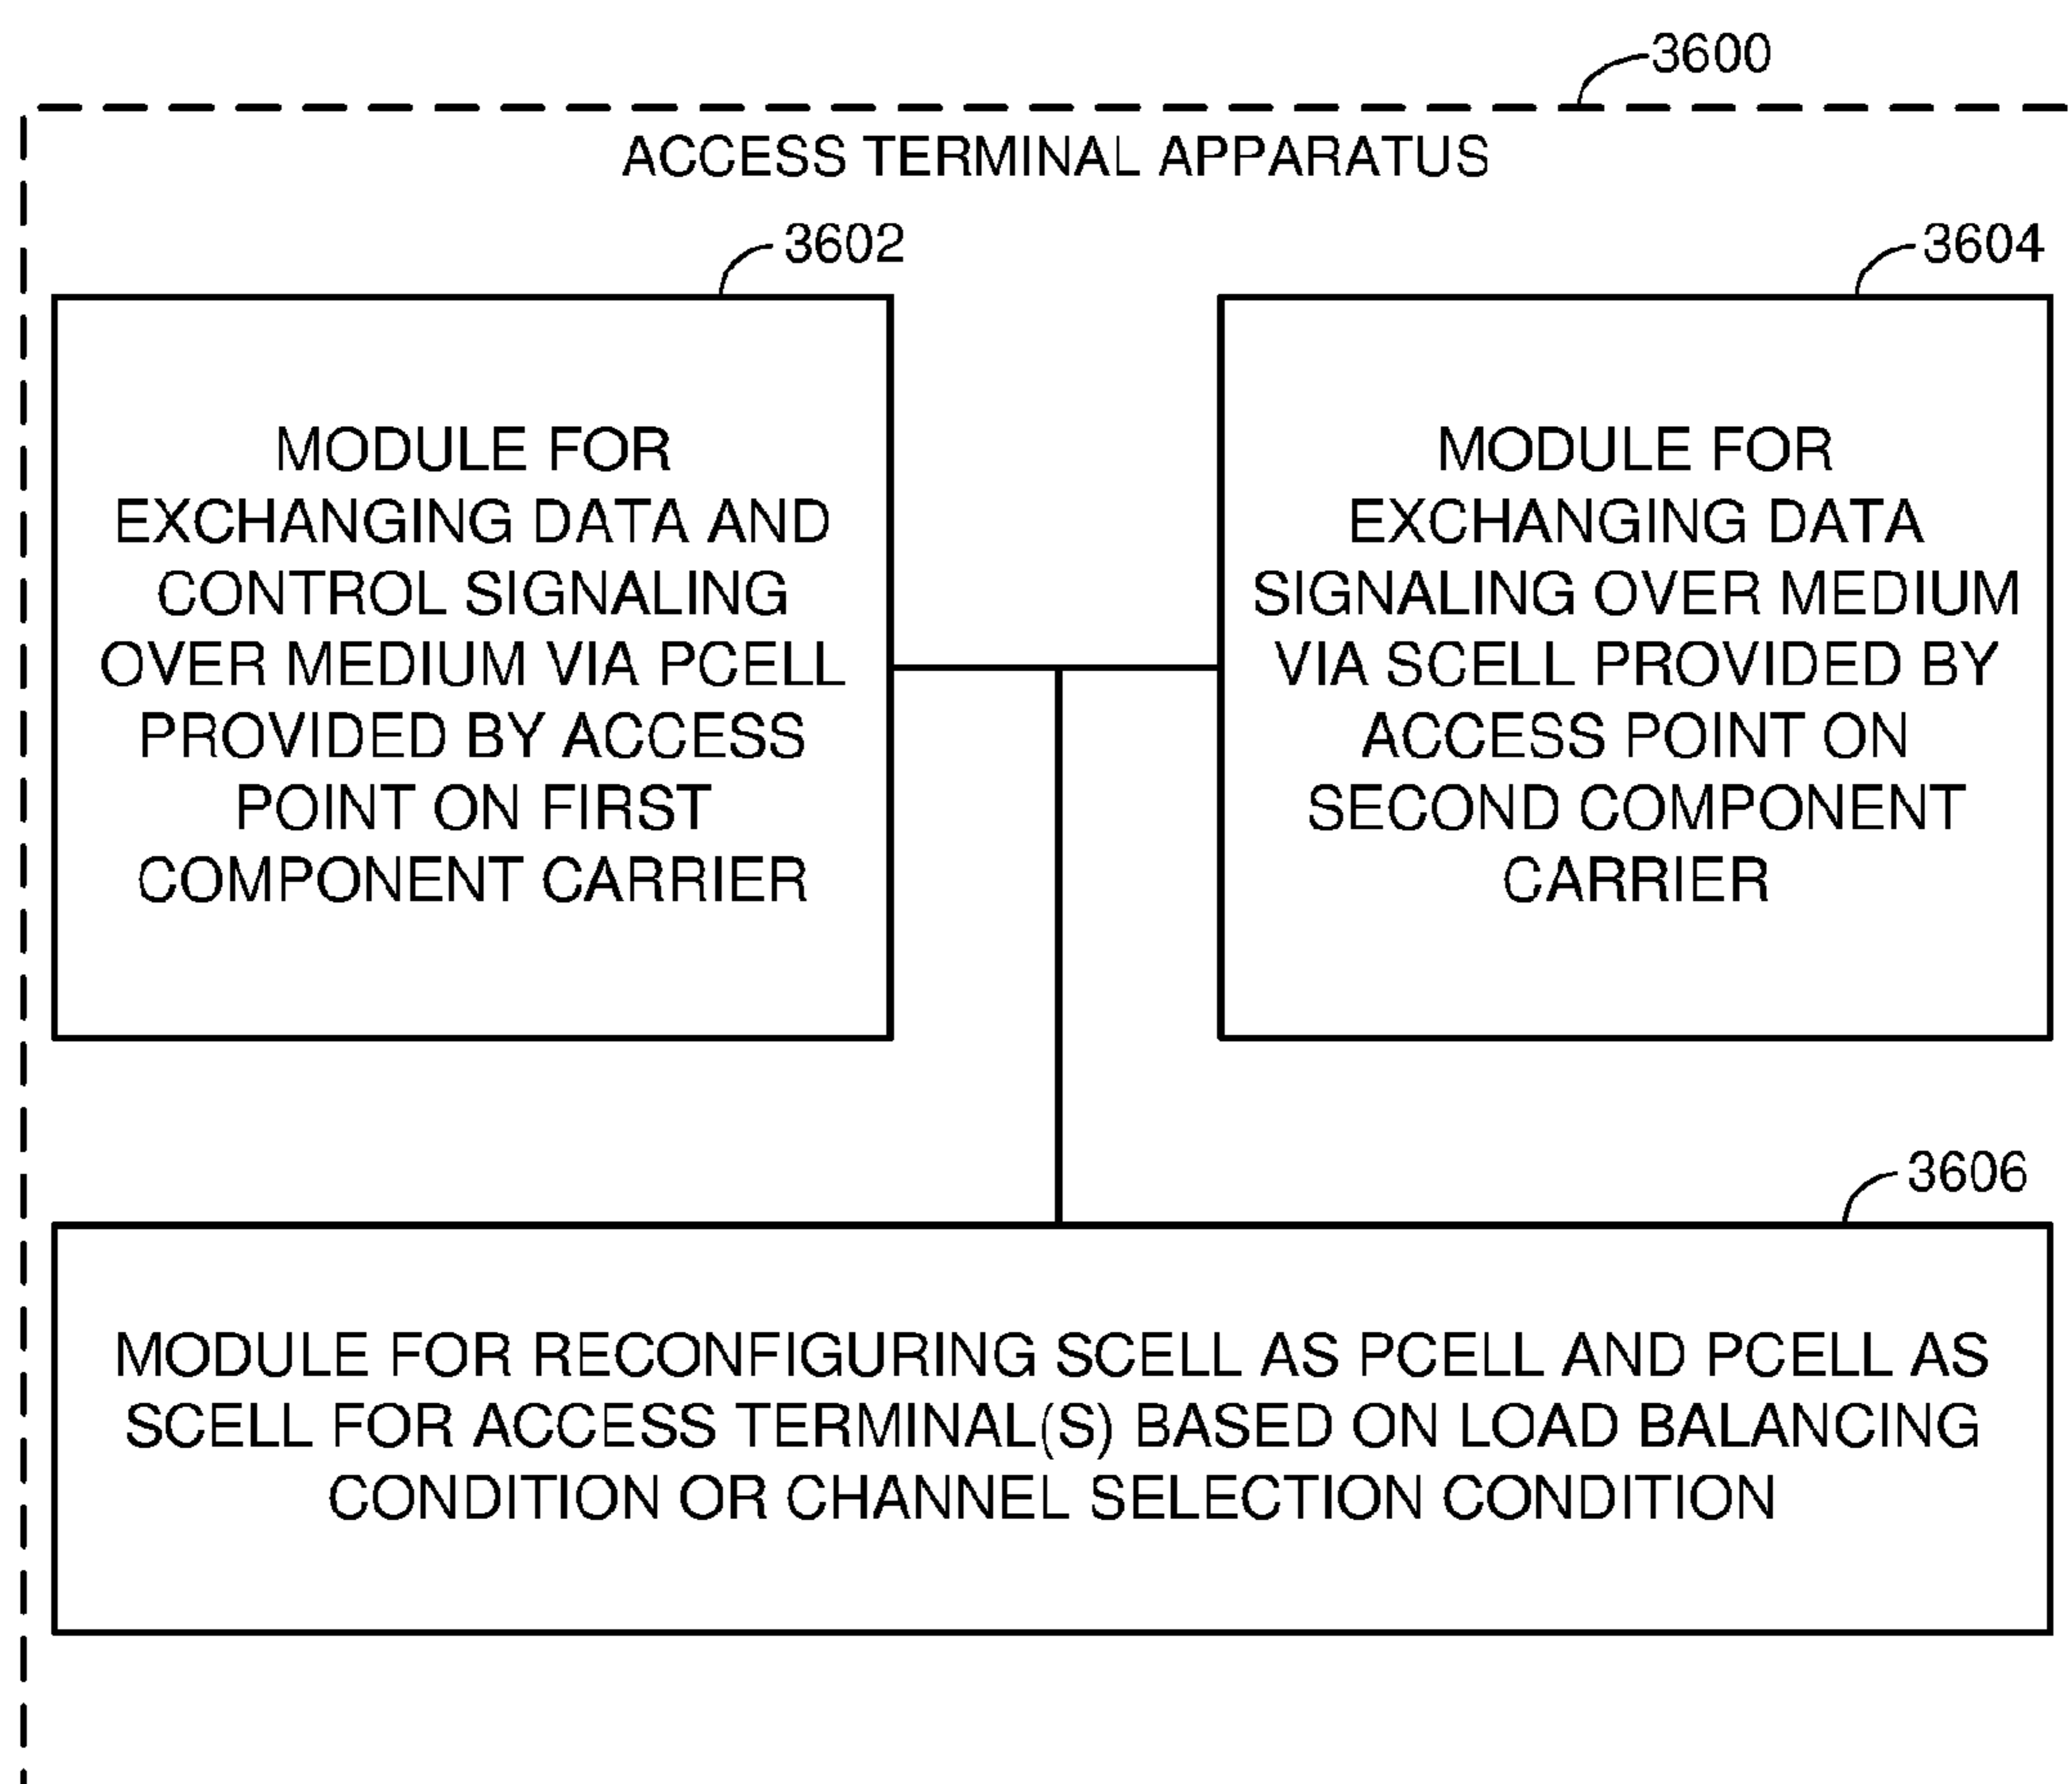 3600
ACCESS TERMINAL APPARATUS
3602
3604
MODULE FOR
EXCHANGING DATA AND
CONTROL SIGNALING
OVER MEDIUM VIA PCELL
PROVIDED BY ACCESS
POINT ON FIRST
COMPONENT CARRIER
MODULE FOR
EXCHANGING DATA
SIGNALING OVER MEDIUM
VIA SCELL PROVIDED BY
ACCESS POINT ON
SECOND COMPONENT
CARRIER
3606
MODULE FOR RECONFIGURING SCELL AS PCELL AND PCELL AS
SCELL FOR ACCESS TERMINAL(S) BASED ON LOAD BALANCING
CONDITION OR CHANNEL SELECTION CONDITION